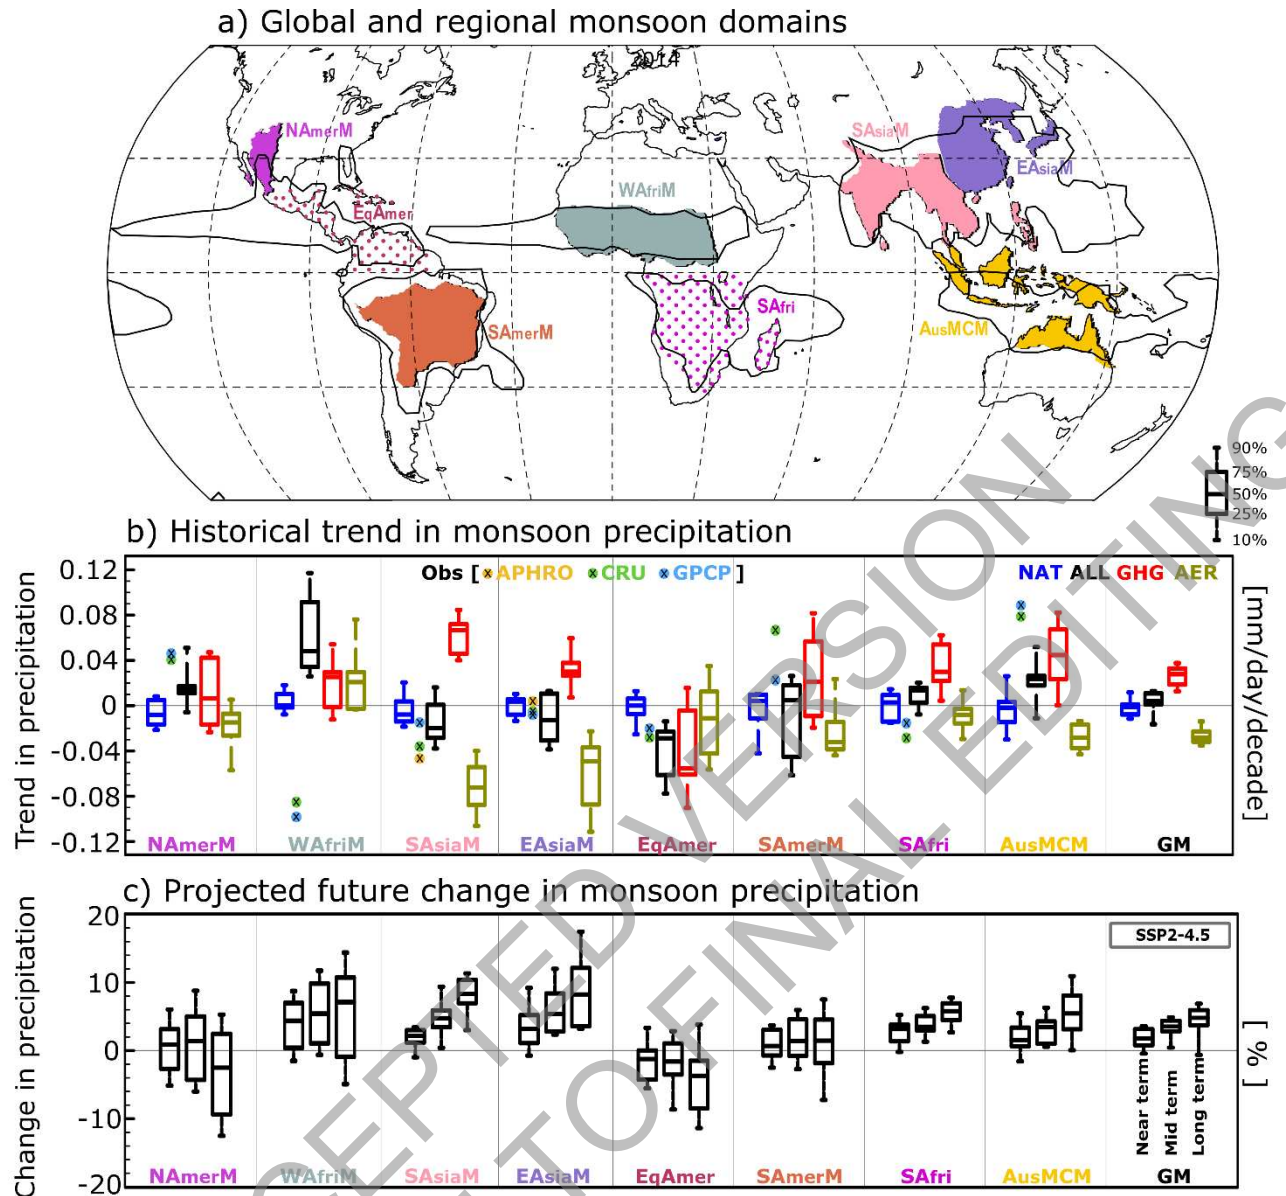 a) Global and regional monsoon domains
2014
NAmerM
SAsiaM
EAsiaM
WAfriM
EqAmer
SAfri
SAmerM
AusMCM
90%
75%
50%
25%
10%
b) Historical trend in monsoon precipitation
Trend in precipitation
0.12
0.08
0.04
0
-0.04
-0.08
-0.12
Obs [ x APHRO x CRU x GPCP ]
NAT ALL GHG AER
[mm/day/decade]
NAmerM WAfriM SAsiaM EAsiaM EqAmer SAmerM SAfri AusMCM GM
c) Projected future change in monsoon precipitation
Change in precipitation
20
10
0
-10
-20
SSP2-4.5
[ % ]
Near term
Mid term
Long term
NAmerM WAfriM SAsiaM EAsiaM EqAmer SAmerM SAfri AusMCM GM
CEPTED VERSION
TO FINAL EDITING